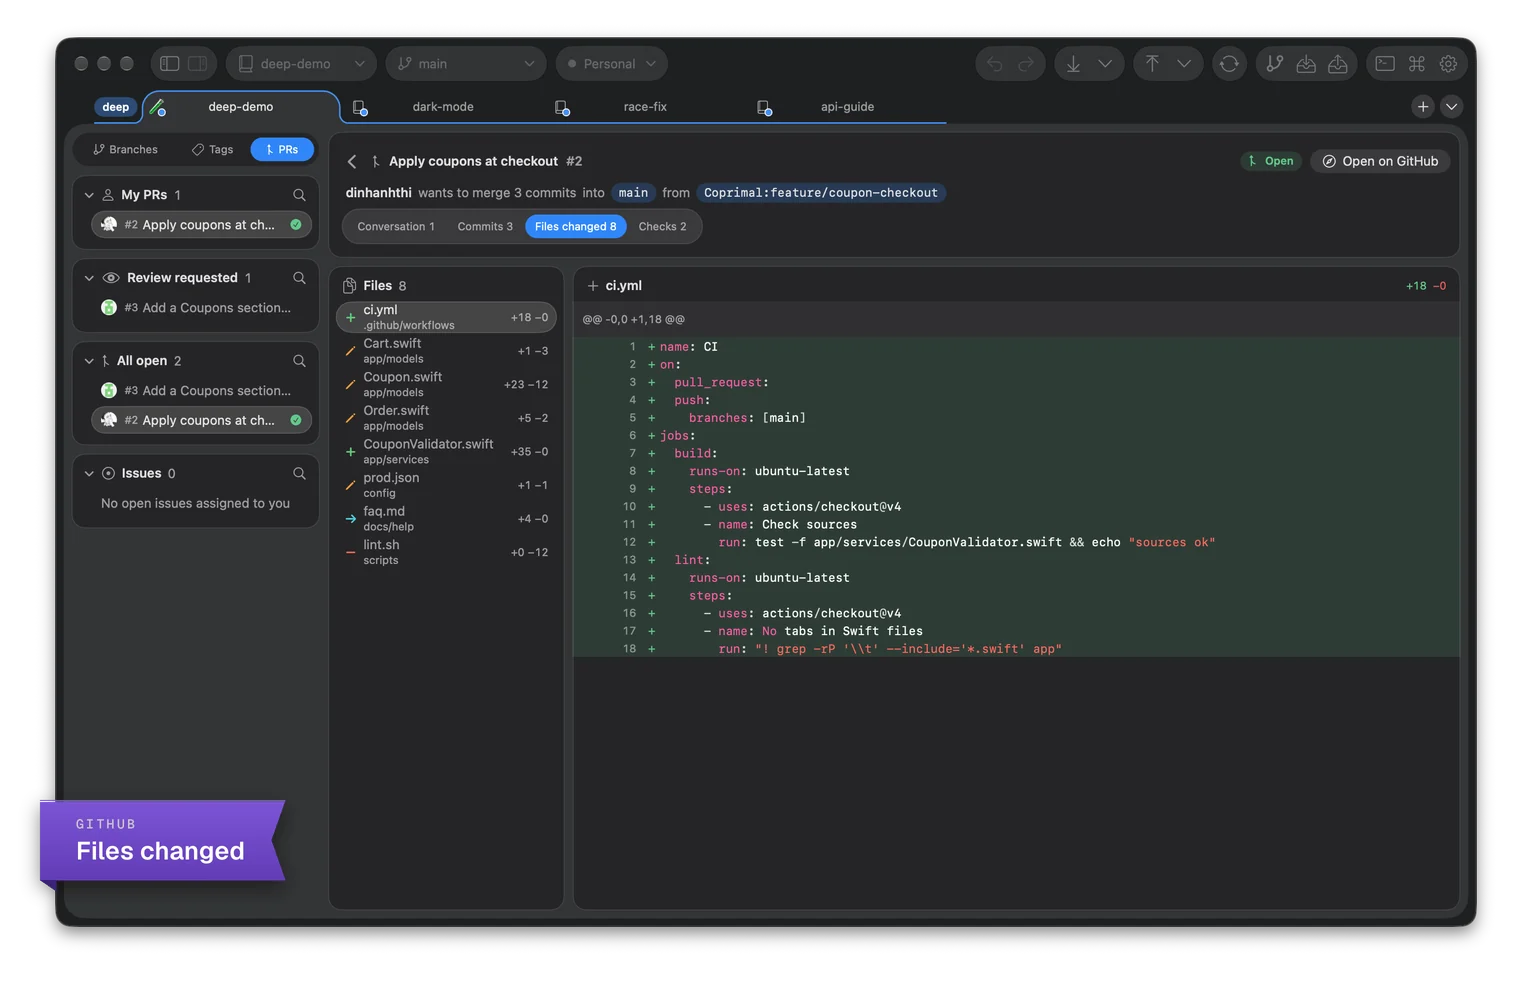 deep-demo
main
Personal
deep
deep-demo
dark-mode
race-fix
api-guide
Branches
Tags
PRs
My PRs 1
#2 Apply coupons at ch...
Review requested 1
#3 Add a Coupons section...
All open 2
#3 Add a Coupons section...
#2 Apply coupons at ch...
Issues 0
No open issues assigned to you
Apply coupons at checkout #2
Open
Open on GitHub
dinhanhthi wants to merge 3 commits into main from Coprimal:feature/coupon-checkout
Conversation 1
Commits 3
Files changed 8
Checks 2
Files 8
ci.yml
.github/workflows
+18 −0
Cart.swift
app/models
+1 −3
Coupon.swift
app/models
+23 −12
Order.swift
app/models
+5 −2
CouponValidator.swift
app/services
+35 −0
prod.json
config
+1 −1
faq.md
docs/help
+4 −0
lint.sh
scripts
+0 −12
+ ci.yml
+18 −0
@@ -0,0 +1,18 @@
1 + name: CI
2 + on:
3 + pull_request:
4 + push:
5 + branches: [main]
6 + jobs:
7 + build:
8 + runs-on: ubuntu-latest
9 + steps:
10 + - uses: actions/checkout@v4
11 + - name: Check sources
12 + run: test -f app/services/CouponValidator.swift && echo "sources ok"
13 + lint:
14 + runs-on: ubuntu-latest
15 + steps:
16 + - uses: actions/checkout@v4
17 + - name: No tabs in Swift files
18 + run: "! grep -rP '\\t' --include='*.swift' app"
GITHUB
Files changed